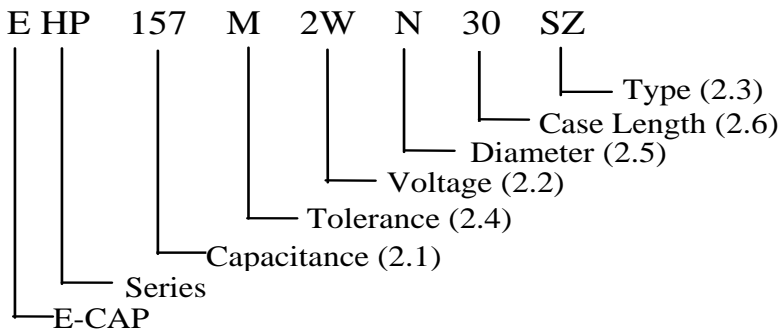 E HP 157 M 2W N 30 SZ
Type (2.3)
Case Length (2.6)
Diameter (2.5)
Voltage (2.2)
Tolerance (2.4)
Capacitance (2.1)
Series
E-CAP